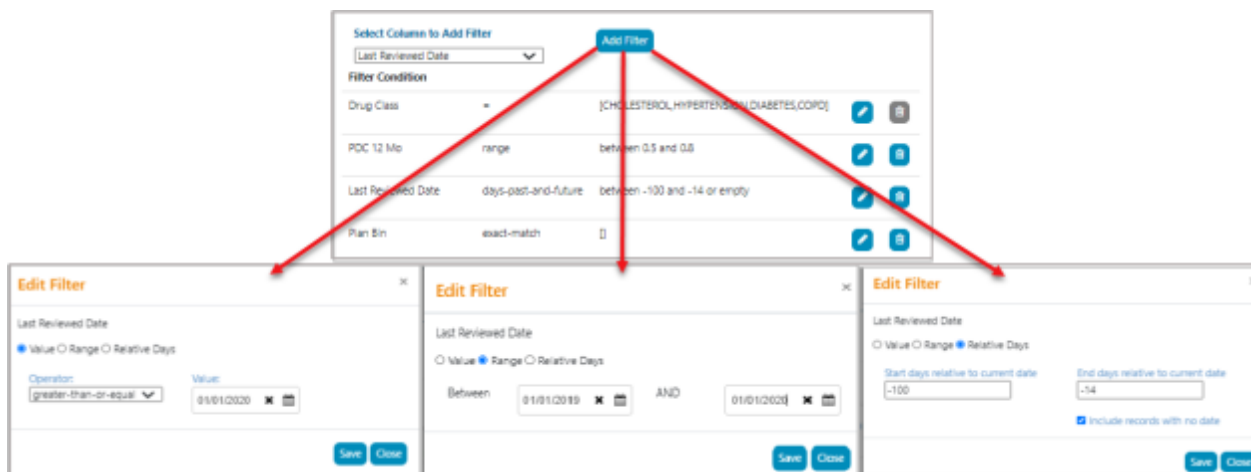 Select Column to Add Filter
Add Filter
Last Reviewed Date
Filter Condition
Drug Class = [CHOLESTEROL,HYPERTENSION,DIABETES,COPD]
PDC 12 Mo range between 0.5 and 0.8
Last Reviewed Date days-past-and-future between -100 and -14 or empty
Plan Bin exact-match []
Edit Filter ×
Last Reviewed Date
Value Range Relative Days
Operator: Value:
greater-than-or-equal 01/01/2020
Save Close
Edit Filter ×
Last Reviewed Date
Value Range Relative Days
Between 01/01/2019 AND 01/01/2020
Save Close
Edit Filter
Last Reviewed Date
Value Range Relative Days
Start days relative to current date End days relative to current date
-100 -14
Include records with no date
Save Close